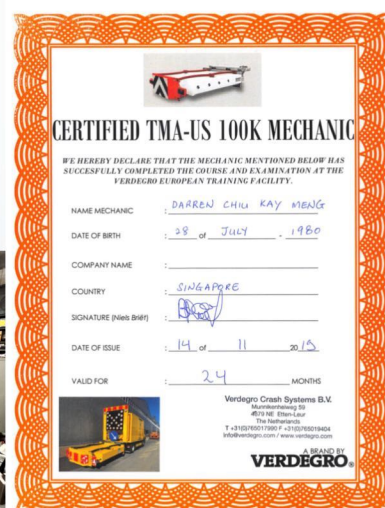 CERTIFIED TMA-US 100K MECHANIC
WE HEREBY DECLARE THAT THE MECHANIC MENTIONED BELOW HAS
SUCCESFULLY COMPLETED THE COURSE AND EXAMINATION AT THE
VERDEGRO EUROPEAN TRAINING FACILITY.
NAME MECHANIC : DARREN CHIU KAY MENG
DATE OF BIRTH : 28 of JULY - 1980
COMPANY NAME :
COUNTRY : SINGAPORE
SIGNATURE (Niels Briët) :
DATE OF ISSUE : 14 of 11 2019
VALID FOR : 24 MONTHS
Verdegro Crash Systems B.V.
Munnikenheiweg 59
4879 NE Etten-Leur
The Netherlands
T +31(0)765017990 F +31(0)765019404
info@verdegro.com / www.verdegro.com
A BRAND BY
VERDEGRO®